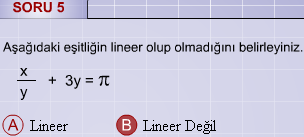 SORU 5
Aşağıdaki eşitliğin lineer olup olmadığını belirleyiniz.
x/y + 3y = π
A Lineer B Lineer Değil